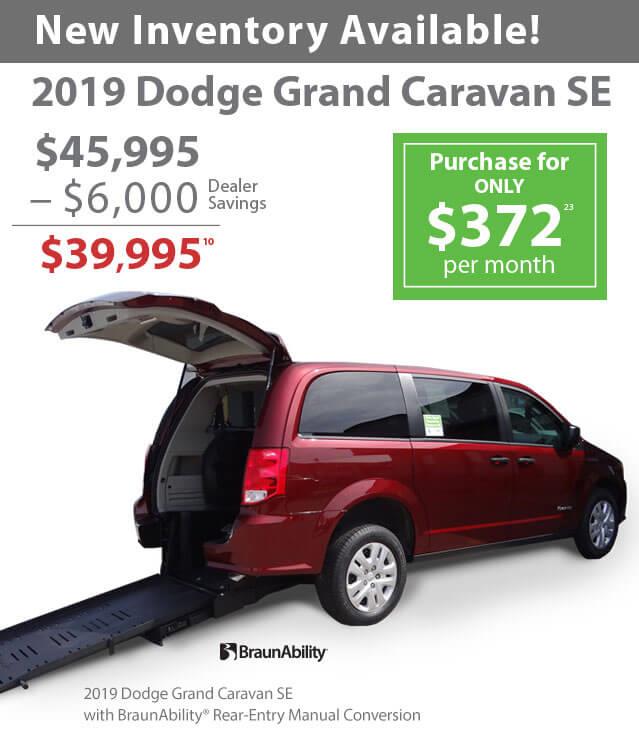 New Inventory Available!
2019 Dodge Grand Caravan SE
$45,995
– $6,000 Dealer Savings
$39,995¹⁰
Purchase for
ONLY
$372²³
per month
BraunAbility
2019 Dodge Grand Caravan SE
with BraunAbility® Rear-Entry Manual Conversion